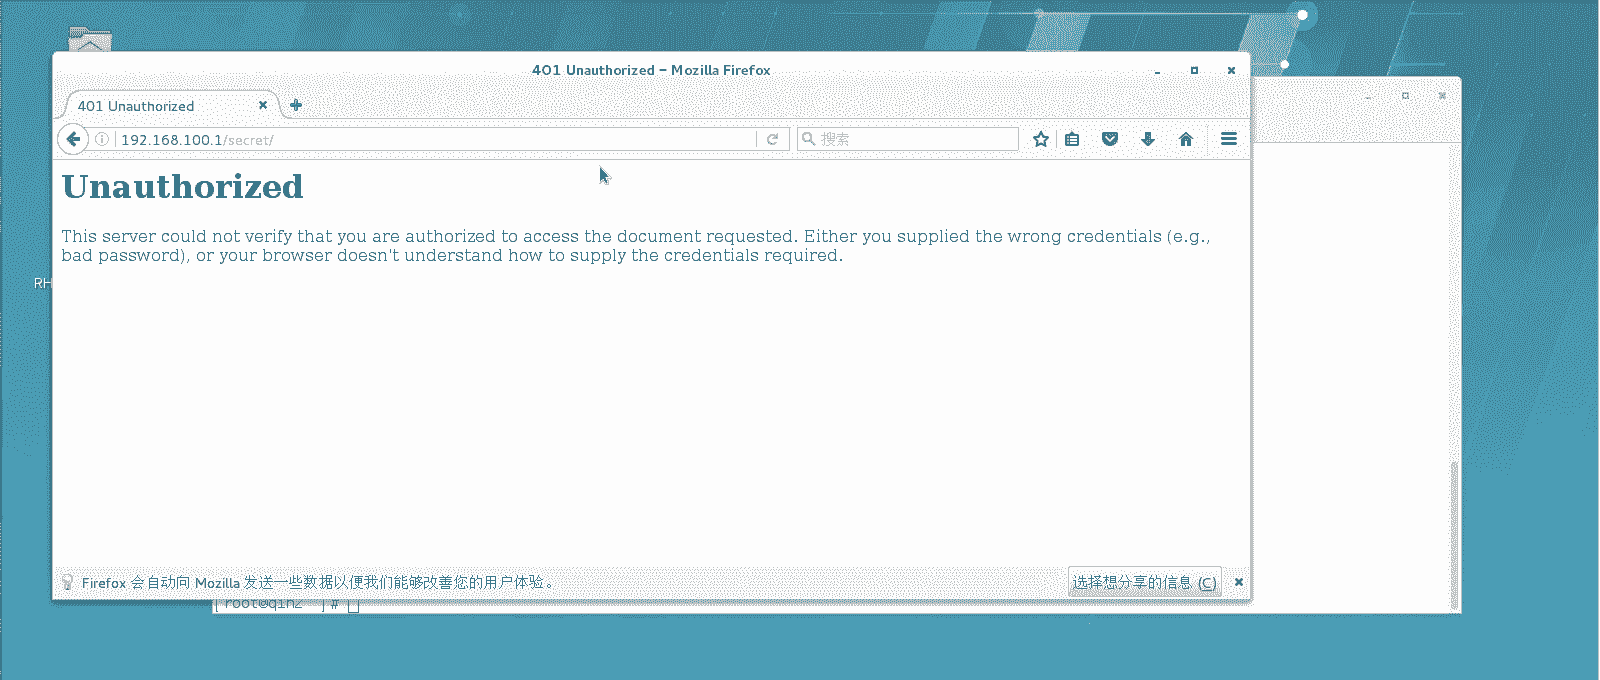 401 Unauthorized – Mozilla Firefox
401 Unauthorized
192.168.100.1/secret/
搜索
Unauthorized
This server could not verify that you are authorized to access the document requested. Either you supplied the wrong credentials (e.g.,
bad password), or your browser doesn't understand how to supply the credentials required.
RH
Firefox 会自动向 Mozilla 发送一些数据以便我们能够改善您的用户体验。
选择想分享的信息 (C)
[root@qin2 ~]#